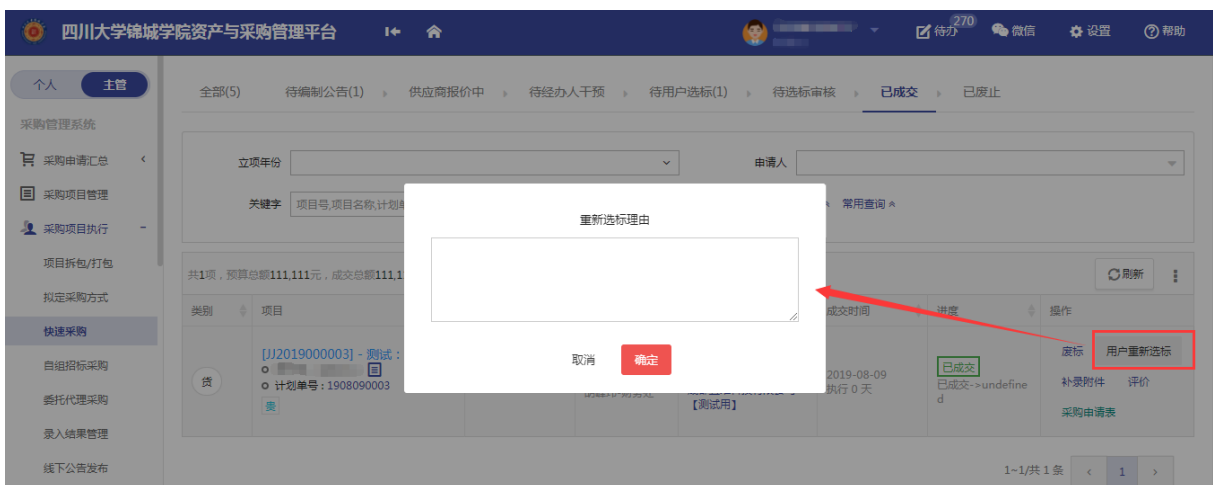 四川大学锦城学院资产与采购管理平台
待办 270 微信 设置 帮助
个人 主管
全部(5) 待编制公告(1) 供应商报价中 待经办人干预 待用户选标(1) 待选标审核 已成交 已废止
采购管理系统
采购申请汇总
采购项目管理
采购项目执行
项目拆包/打包
拟定采购方式
快速采购
自组招标采购
委托代理采购
录入结果管理
线下公告发布
立项年份 申请人
关键字 项目号,项目名称,计划单 常用查询
重新选标理由
取消 确定
共1项，预算总额111,111元，成交总额111,1 刷新
类别 项目 成交时间 进度 操作
货
[JJ2019000003] - 测试：
计划单号：1908090003
【测试用】
2019-08-09
执行 0 天
已成交
已成交->undefine
d
废标 用户重新选标
补录附件 评价
采购申请表
1~1/共 1 条 1